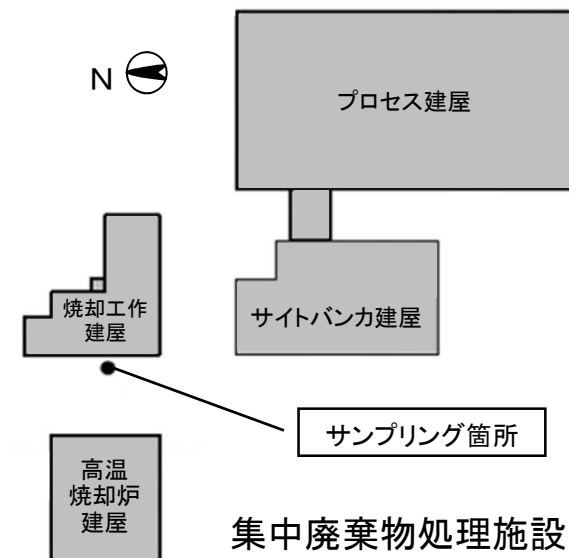 N
プロセス建屋
焼却工作
建屋
サイトバンカ建屋
サンプリング箇所
高温
焼却炉
建屋
集中廃棄物処理施設